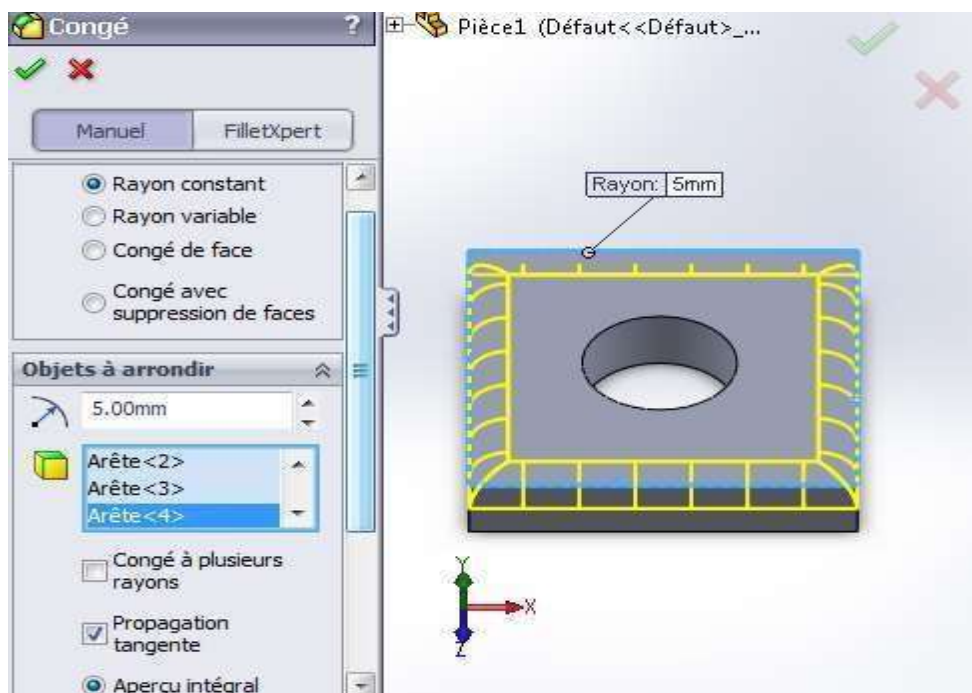 Congé ?
Manuel FilletXpert
Rayon constant
Rayon variable
Congé de face
Congé avec
suppression de faces
Objets à arrondir
5.00mm
Arête<2>
Arête<3>
Arête<4>
Congé à plusieurs
rayons
Propagation
tangente
Aperçu intégral
Pièce1 (Défaut<<Défaut>_...
Rayon: 5mm
Y
X
Z